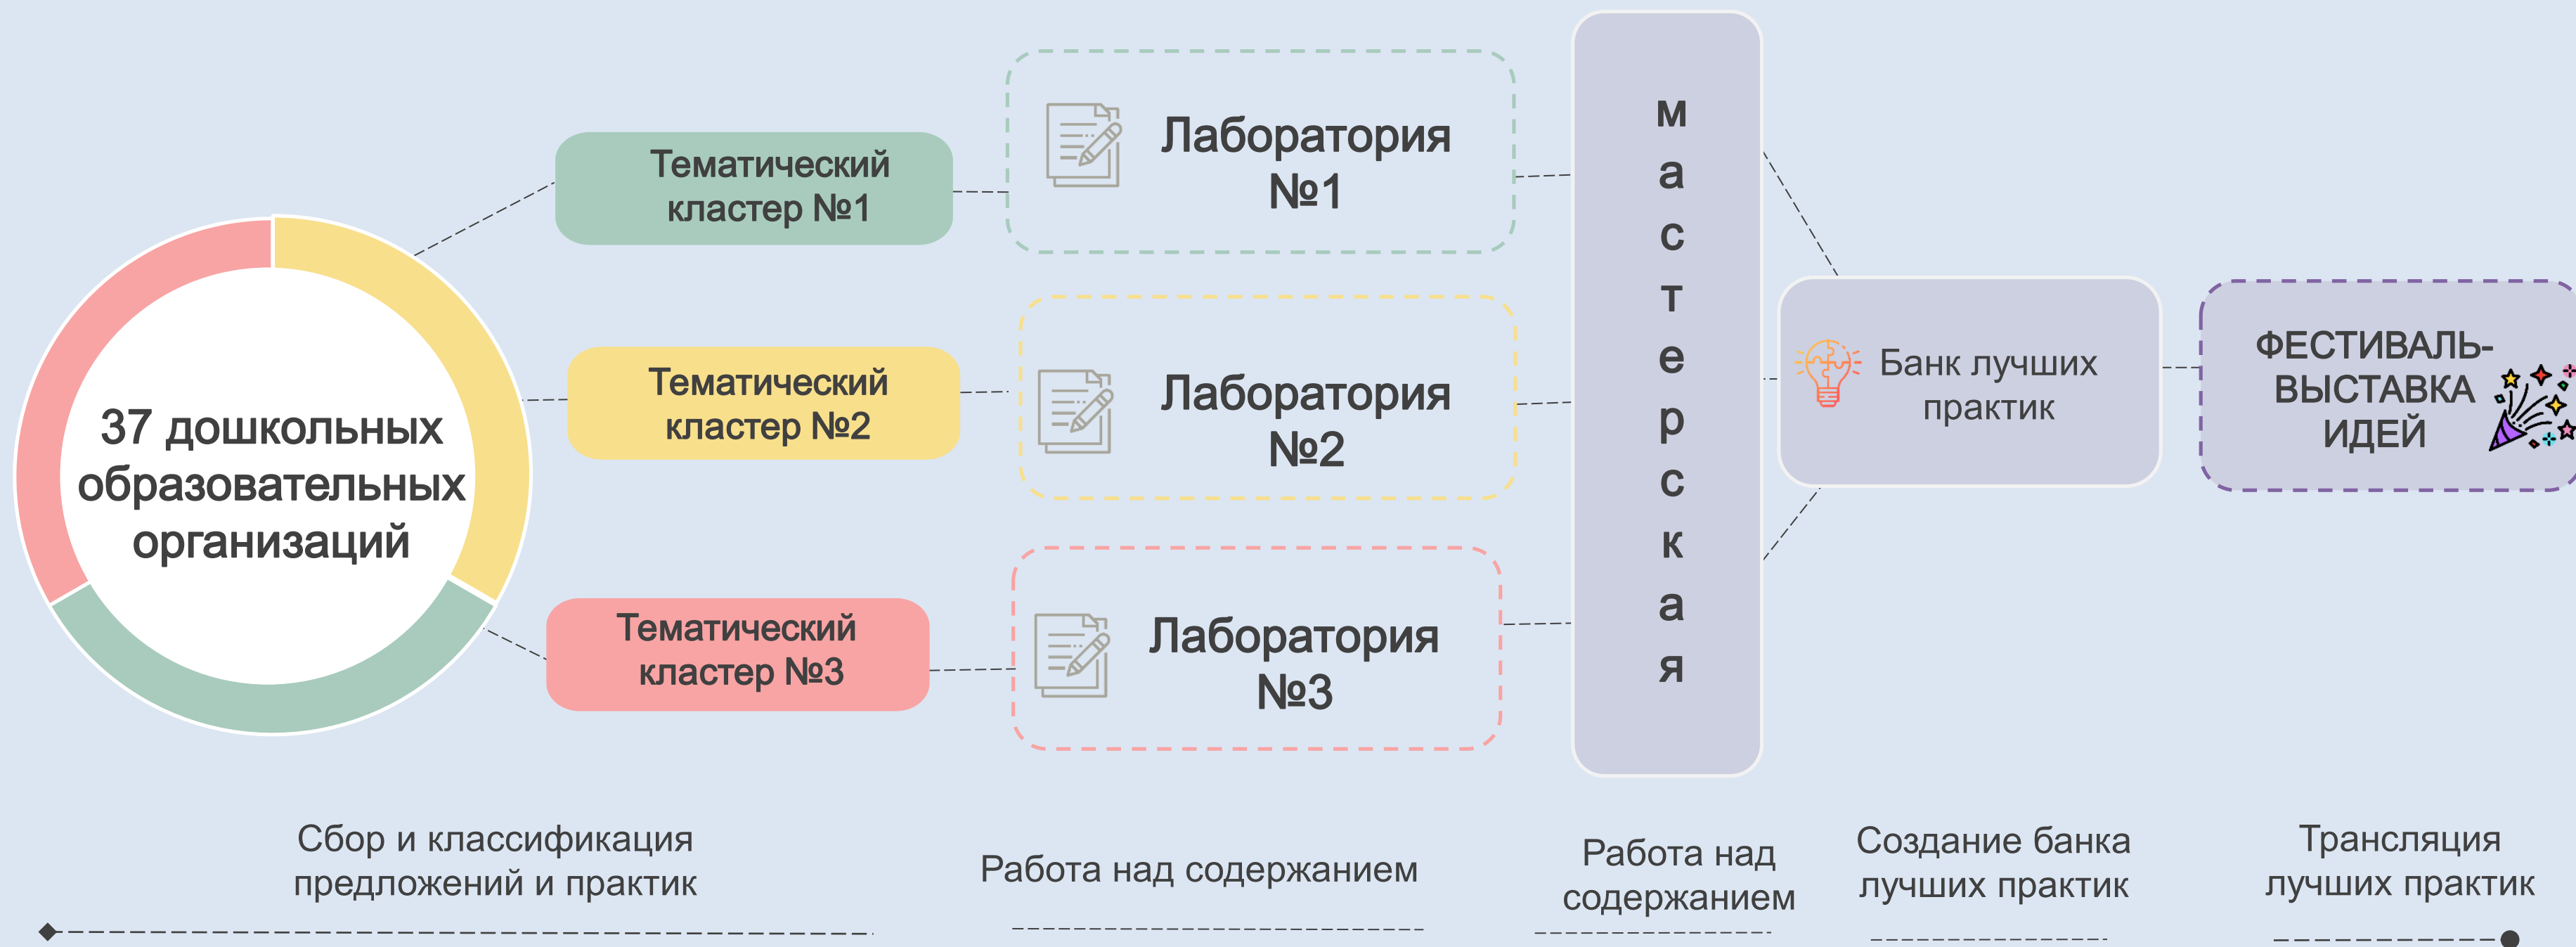 37 дошкольных
образовательных
организаций
Тематический
кластер №1
Тематический
кластер №2
Тематический
кластер №3
Лаборатория
№1
Лаборатория
№2
Лаборатория
№3
м
а
с
т
е
р
с
к
а
я
Банк лучших
практик
ФЕСТИВАЛЬ-
ВЫСТАВКА
ИДЕЙ
Сбор и классификация
предложений и практик
Работа над содержанием
Работа над
содержанием
Создание банка
лучших практик
Трансляция
лучших практик